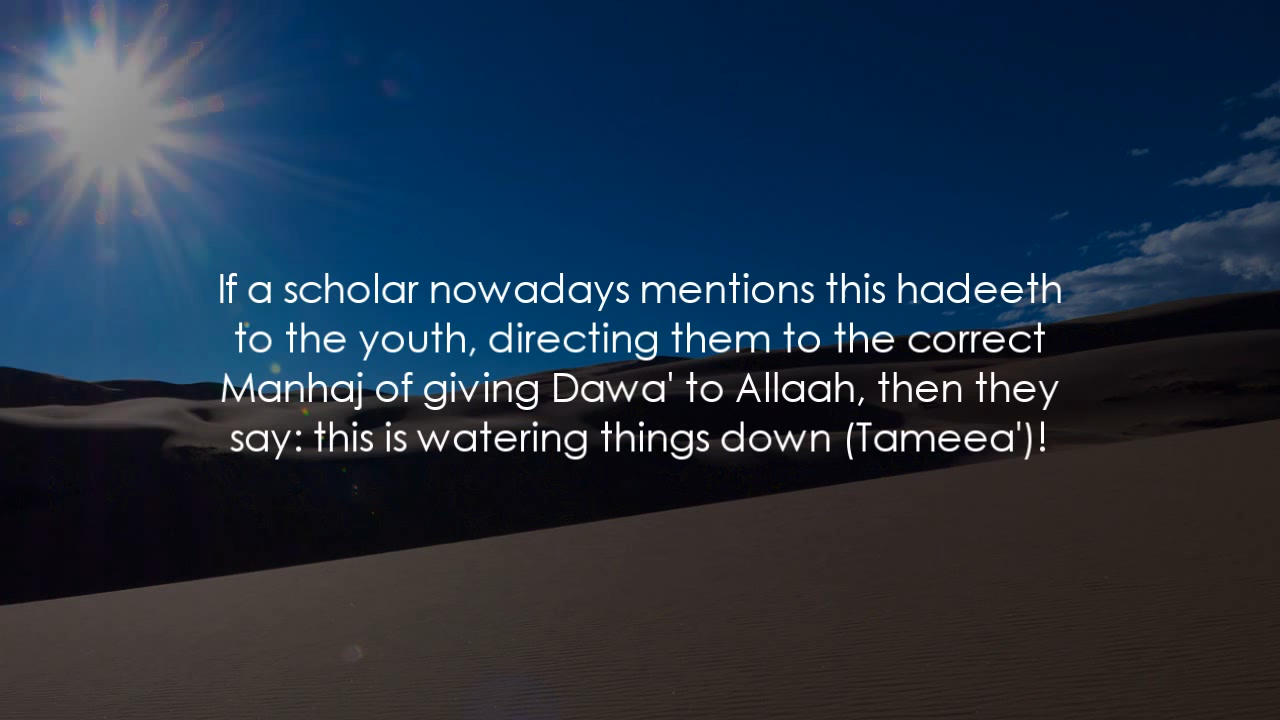 If a scholar nowadays mentions this hadeeth
to the youth, directing them to the correct
Manhaj of giving Dawa' to Allaah, then they
say: this is watering things down (Tameea')!